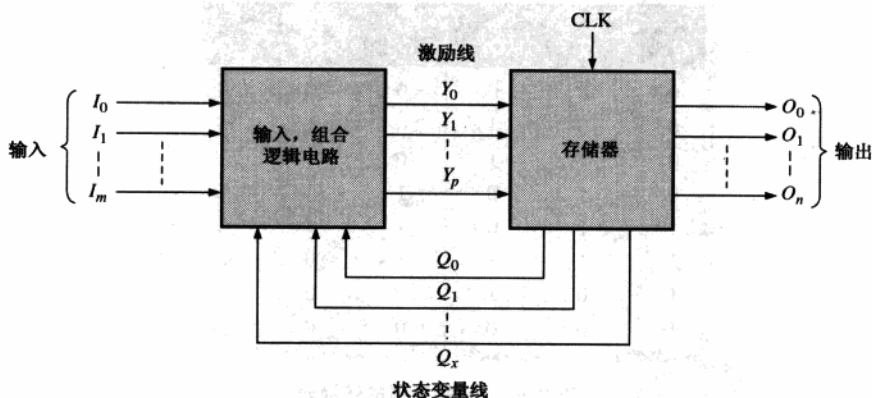 CLK
激励线
输入
I₀
I₁
Iₘ
输入，组合
逻辑电路
Y₀
Y₁
Yₚ
存储器
O₀
O₁
Oₙ
输出
Q₀
Q₁
Qₓ
状态变量线